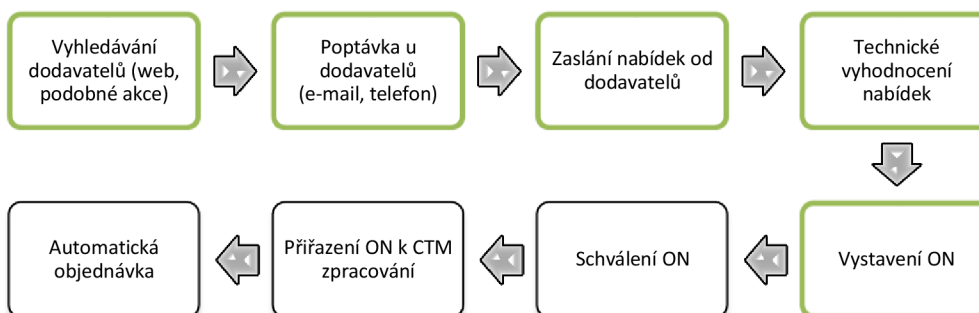 Vyhledávání
dodavatelů (web,
podobné akce)
Poptávka u
dodavatelů
(e-mail, telefon)
Zaslání nabídek od
dodavatelů
Technické
vyhodnocení
nabídek
Vystavení ON
Schválení ON
Přiřazení ON k CTM
zpracování
Automatická
objednávka